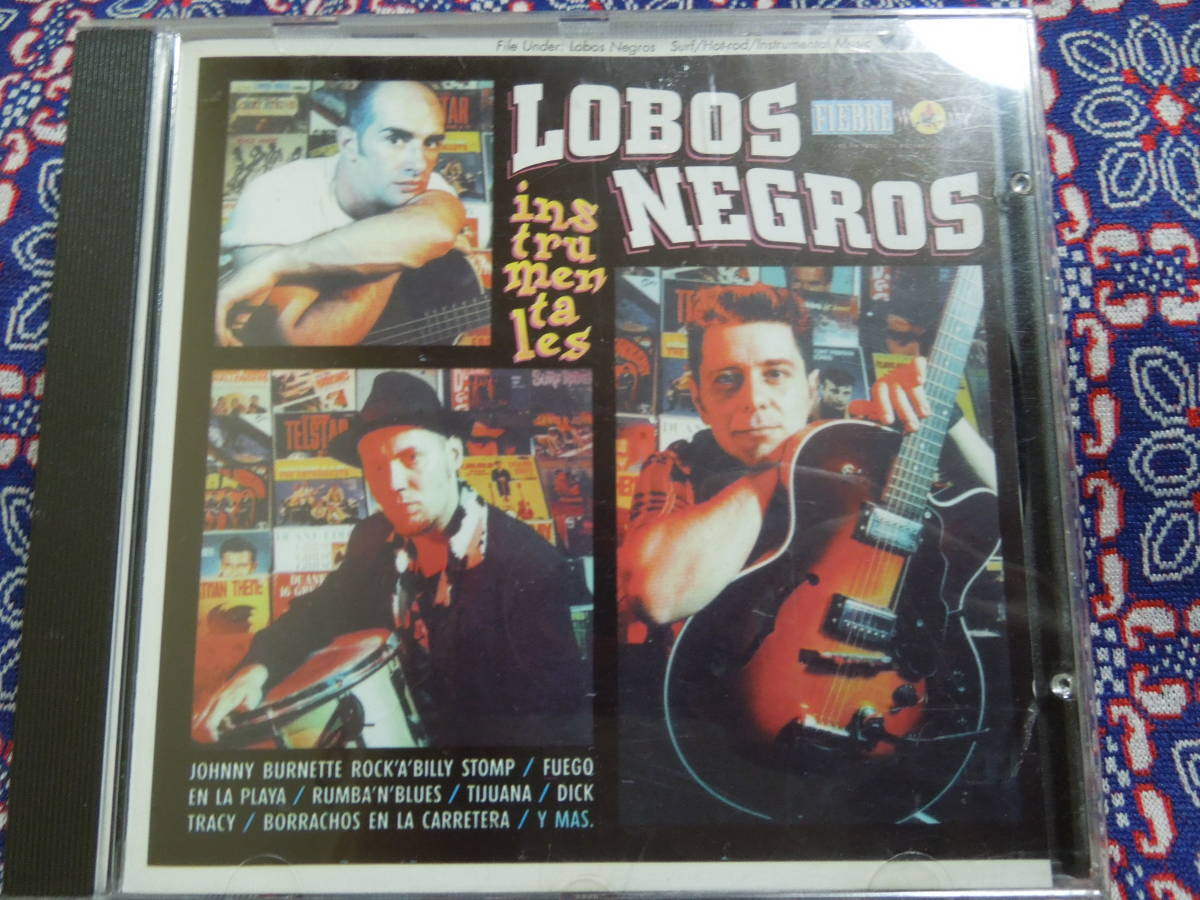 File Under: Lobos Negros Surf/Hot-rod/Instrumental Music
LOBOS
NEGROS
FIEBRE
ins
tru
men
ta
les
TELSTAR
JOHNNY BURNETTE ROCK'A'BILLY STOMP / FUEGO
EN LA PLAYA / RUMBA'N'BLUES / TIJUANA / DICK
TRACY / BORRACHOS EN LA CARRETERA / Y MAS.